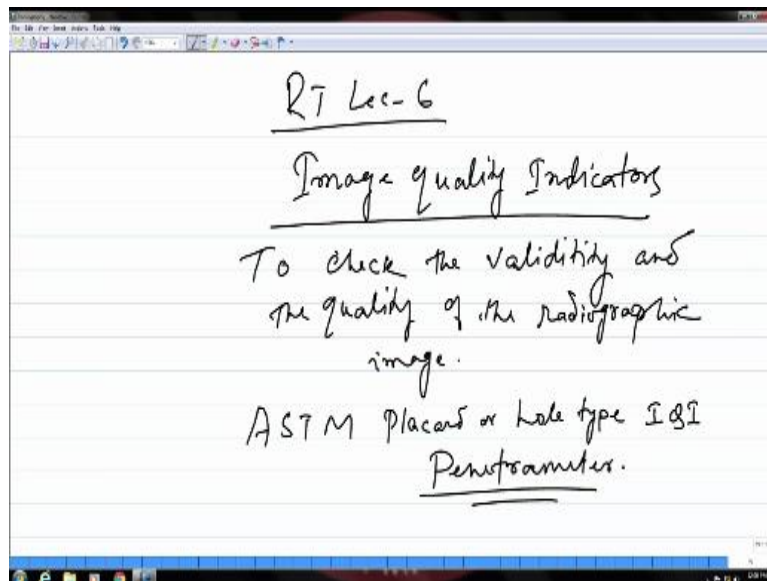 RT Lec-6
Image quality Indicators
To check the validitity and
the quality of the radiographic
image.
ASTM Placard or hole type IQI
Penetrameter.